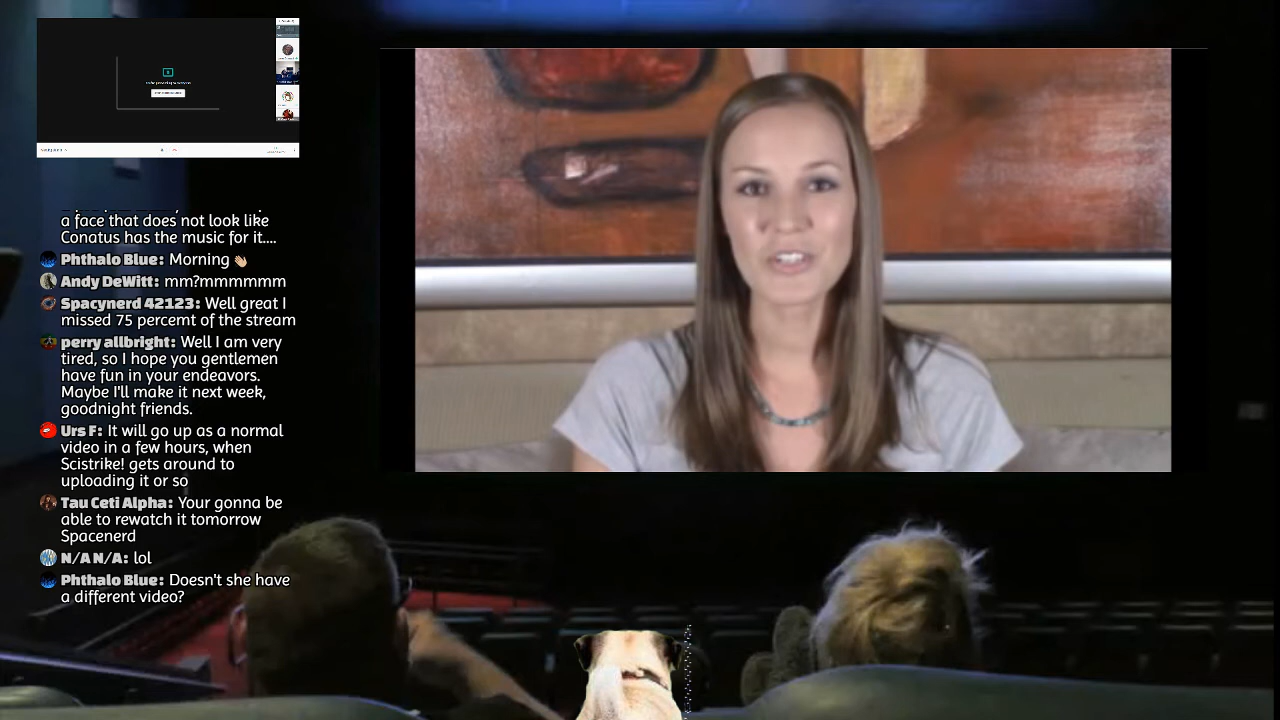 a face that does not look like
Conatus has the music for it....
Phthalo Blue: Morning 👋🏼
Andy DeWitt: mm?mmmmmm
Spacynerd 42123: Well great I
missed 75 percemt of the stream
perry allbright: Well I am very
tired, so I hope you gentlemen
have fun in your endeavors.
Maybe I'll make it next week,
goodnight friends.
Urs F: It will go up as a normal
video in a few hours, when
Scistrike! gets around to
uploading it or so
Tau Ceti Alpha: Your gonna be
able to rewatch it tomorrow
Spacenerd
N/A N/A: lol
Phthalo Blue: Doesn't she have
a different video?